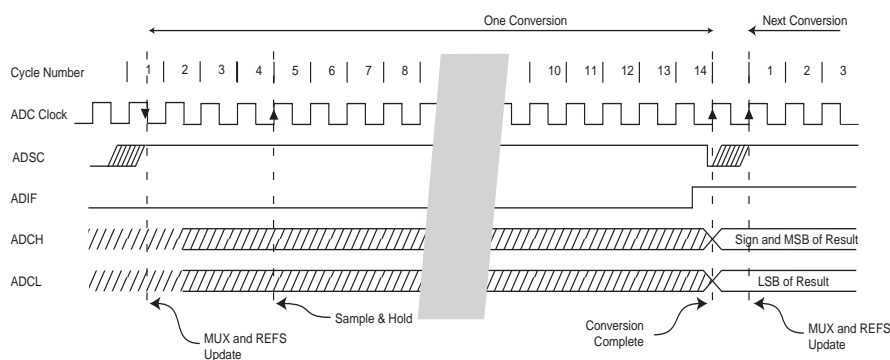 One Conversion
Next Conversion
Cycle Number
1 2 3 4 5 6 7 8 10 11 12 13 14 1 2 3
ADC Clock
ADSC
ADIF
ADCH
Sign and MSB of Result
ADCL
LSB of Result
MUX and REFS
Update
Sample & Hold
Conversion
Complete
MUX and REFS
Update